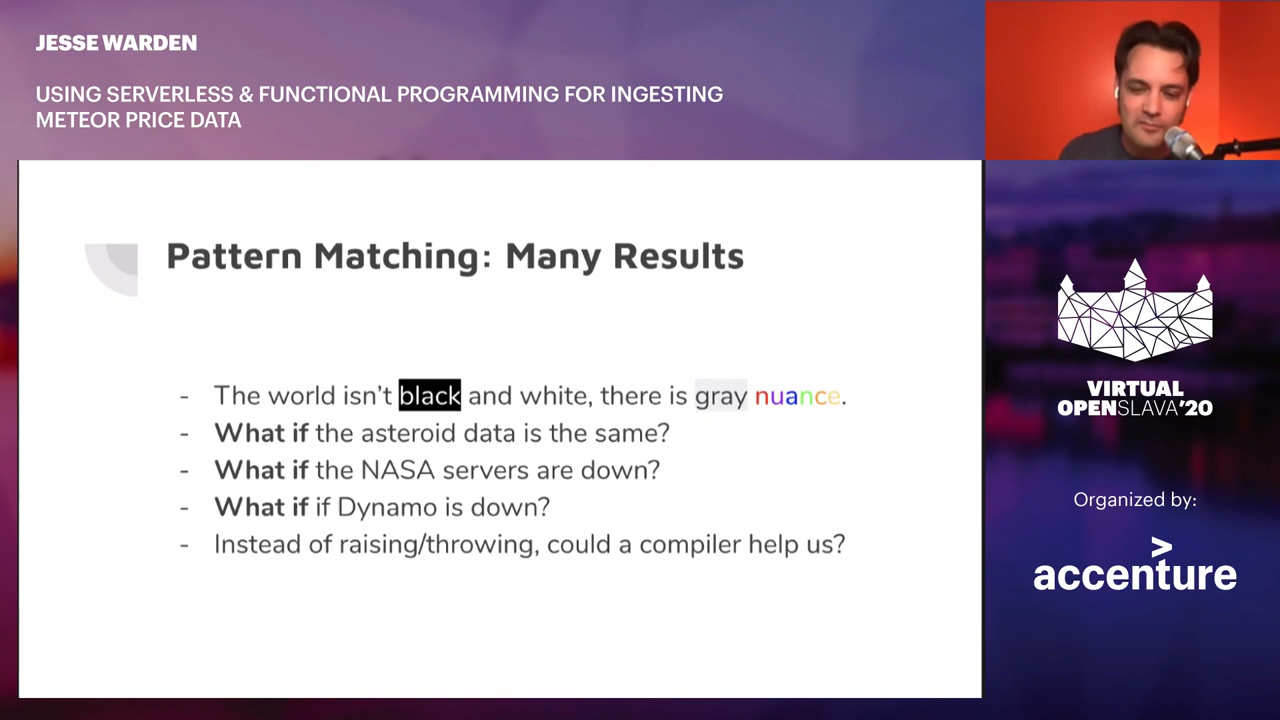 JESSE WARDEN
USING SERVERLESS & FUNCTIONAL PROGRAMMING FOR INGESTING
METEOR PRICE DATA
Pattern Matching: Many Results
- The world isn’t black and white, there is gray nuance.
- What if the asteroid data is the same?
- What if the NASA servers are down?
- What if if Dynamo is down?
- Instead of raising/throwing, could a compiler help us?
VIRTUAL
OPENSLAVA’20
Organized by:
accenture